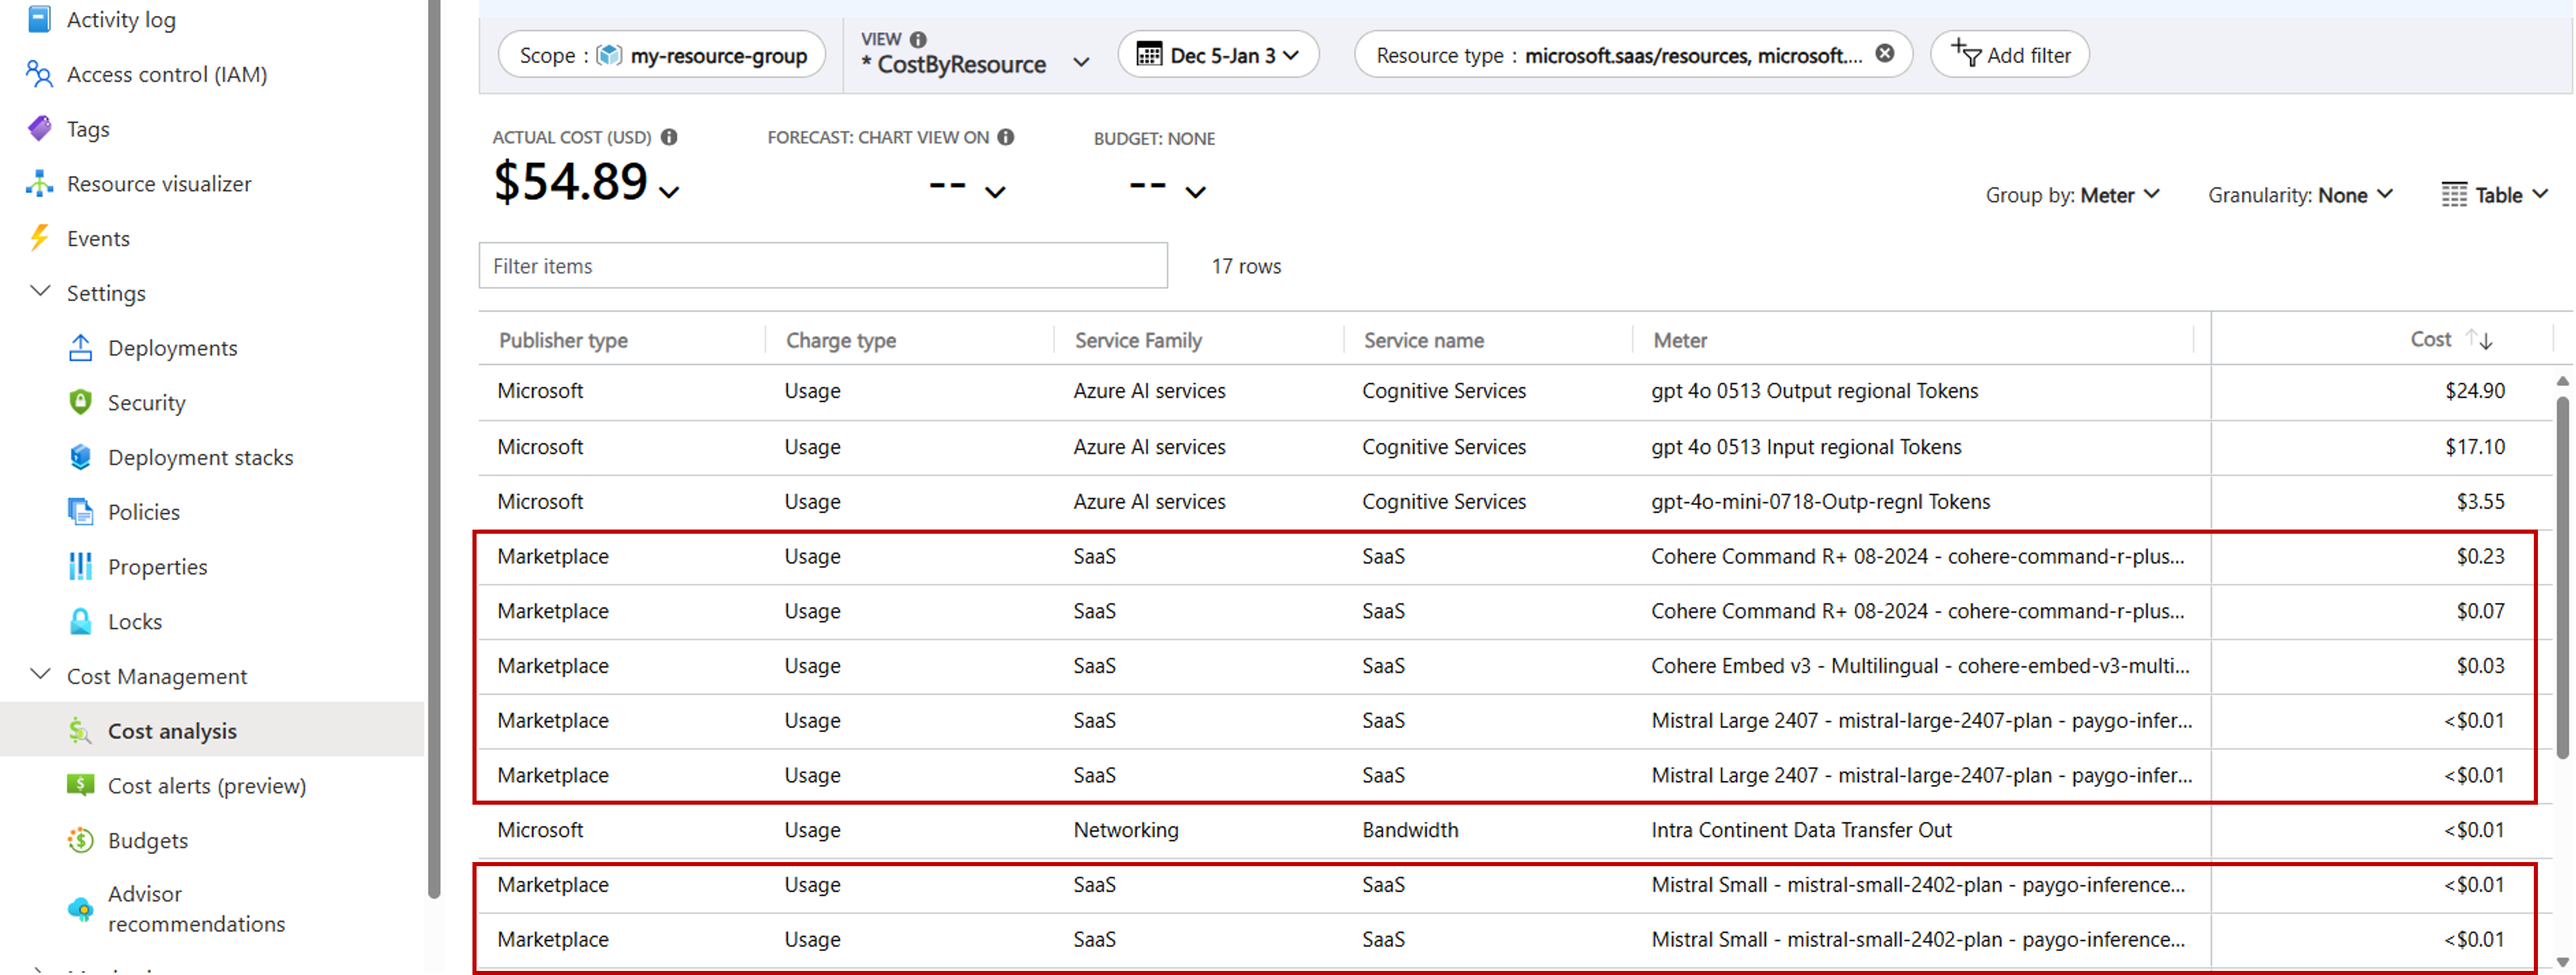 Activity log
Access control (IAM)
Tags
Resource visualizer
Events
Settings
Deployments
Security
Deployment stacks
Policies
Properties
Locks
Cost Management
Cost analysis
Cost alerts (preview)
Budgets
Advisor
recommendations
Scope : my-resource-group
VIEW
* CostByResource
Dec 5-Jan 3
Resource type : microsoft.saas/resources, microsoft....
Add filter
ACTUAL COST (USD)
$54.89
FORECAST: CHART VIEW ON
--
BUDGET: NONE
--
Group by: Meter
Granularity: None
Table
Filter items
17 rows
Publisher type Charge type Service Family Service name Meter Cost
Microsoft Usage Azure AI services Cognitive Services gpt 4o 0513 Output regional Tokens $24.90
Microsoft Usage Azure AI services Cognitive Services gpt 4o 0513 Input regional Tokens $17.10
Microsoft Usage Azure AI services Cognitive Services gpt-4o-mini-0718-Outp-regnl Tokens $3.55
Marketplace Usage SaaS SaaS Cohere Command R+ 08-2024 - cohere-command-r-plus... $0.23
Marketplace Usage SaaS SaaS Cohere Command R+ 08-2024 - cohere-command-r-plus... $0.07
Marketplace Usage SaaS SaaS Cohere Embed v3 - Multilingual - cohere-embed-v3-multi... $0.03
Marketplace Usage SaaS SaaS Mistral Large 2407 - mistral-large-2407-plan - paygo-infer... <$0.01
Marketplace Usage SaaS SaaS Mistral Large 2407 - mistral-large-2407-plan - paygo-infer... <$0.01
Microsoft Usage Networking Bandwidth Intra Continent Data Transfer Out <$0.01
Marketplace Usage SaaS SaaS Mistral Small - mistral-small-2402-plan - paygo-inference... <$0.01
Marketplace Usage SaaS SaaS Mistral Small - mistral-small-2402-plan - paygo-inference... <$0.01